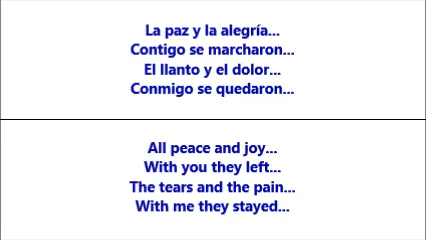 La paz y la alegría...
Contigo se marcharon...
El llanto y el dolor...
Conmigo se quedaron...
All peace and joy...
With you they left...
The tears and the pain...
With me they stayed...